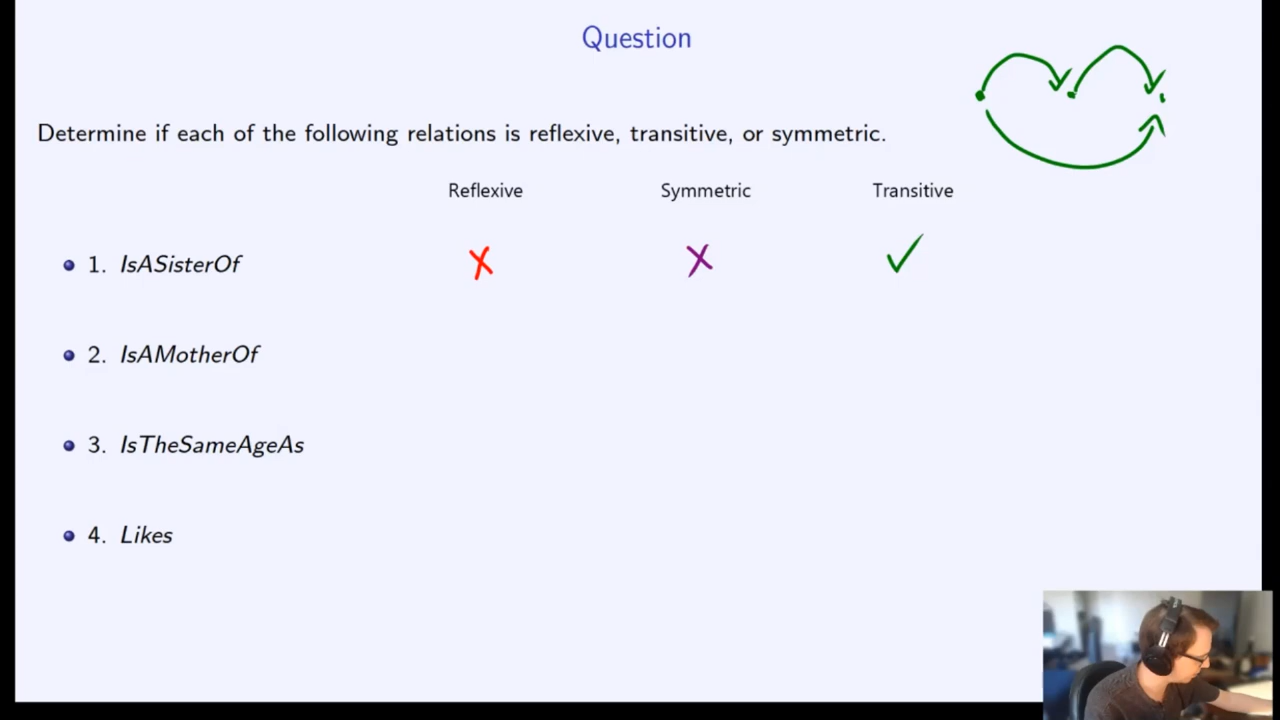 Question
Determine if each of the following relations is reflexive, transitive, or symmetric.
Reflexive Symmetric Transitive
1. IsASisterOf X X ✓
2. IsAMotherOf
3. IsTheSameAgeAs
4. Likes